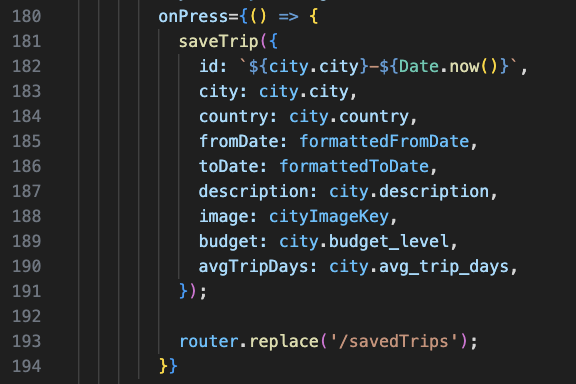 180 onPress={() => {
181 saveTrip({
182 id: `${city.city}-${Date.now()}`,
183 city: city.city,
184 country: city.country,
185 fromDate: formattedFromDate,
186 toDate: formattedToDate,
187 description: city.description,
188 image: cityImageKey,
189 budget: city.budget_level,
190 avgTripDays: city.avg_trip_days,
191 });
192
193 router.replace('/savedTrips');
194 }}